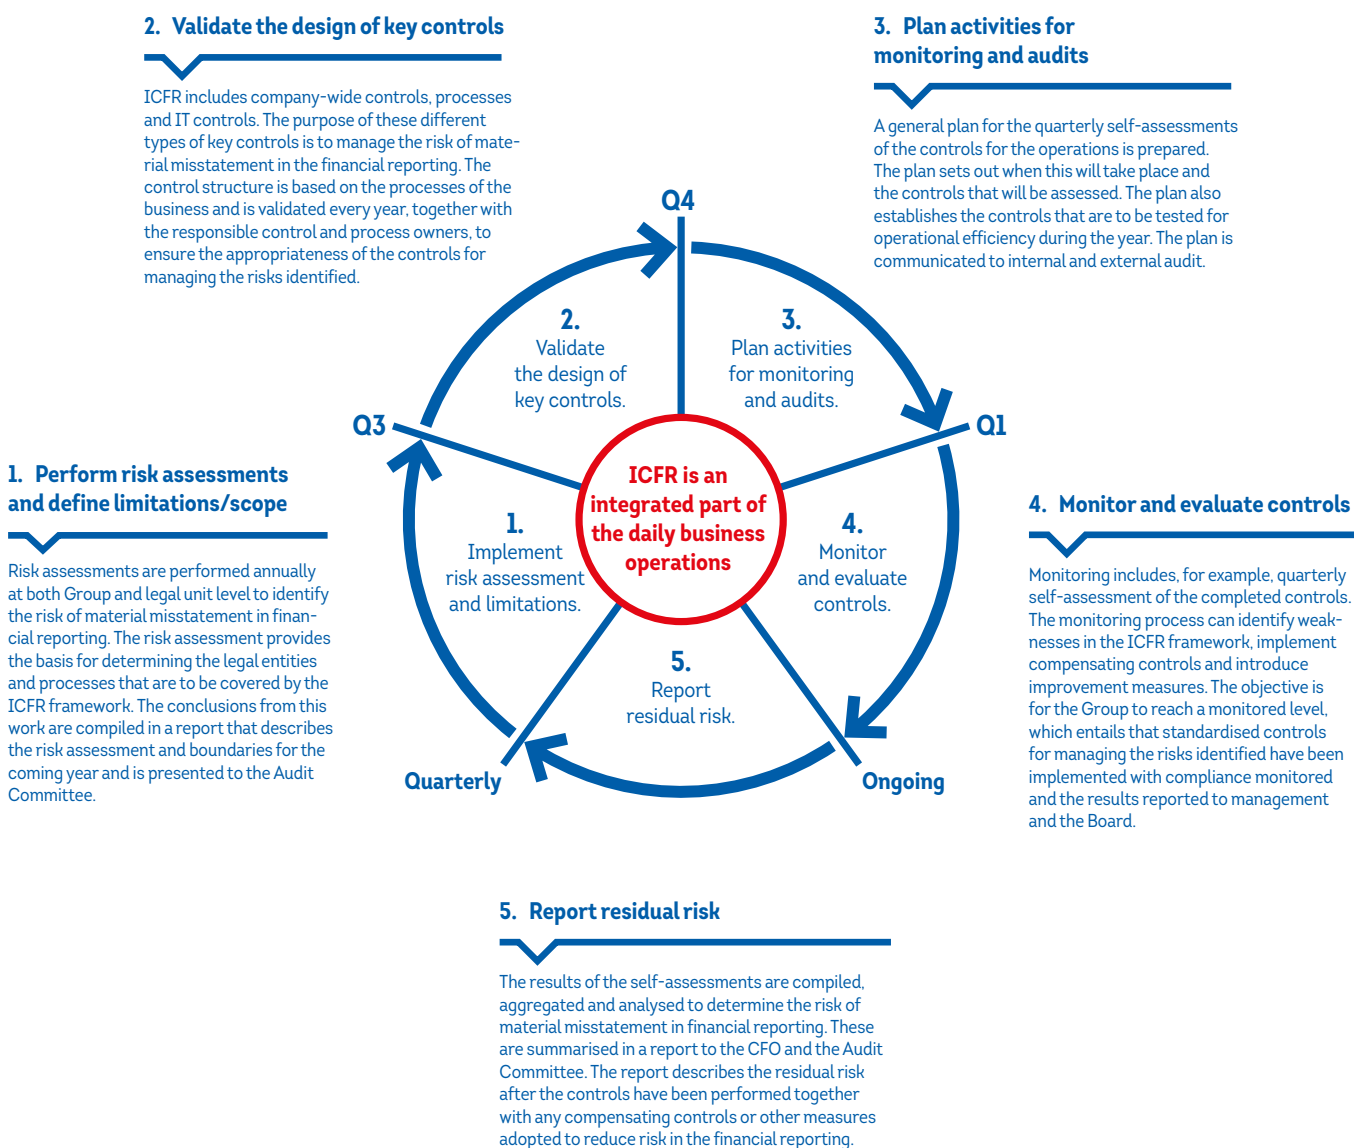 2. Validate the design of key controls
ICFR includes company-wide controls, processes
and IT controls. The purpose of these different
types of key controls is to manage the risk of mate-
rial misstatement in the financial reporting. The
control structure is based on the processes of the
business and is validated every year, together with
the responsible control and process owners, to
ensure the appropriateness of the controls for
managing the risks identified.
3. Plan activities for
monitoring and audits
A general plan for the quarterly self-assessments
of the controls for the operations is prepared.
The plan sets out when this will take place and
the controls that will be assessed. The plan also
establishes the controls that are to be tested for
operational efficiency during the year. The plan is
communicated to internal and external audit.
Q4
2.
Validate
the design of
key controls.
3.
Plan activities
for monitoring
and audits.
Q3
Q1
ICFR is an
integrated part of
the daily business
operations
1.
Implement
risk assessment
and limitations.
4.
Monitor
and evaluate
controls.
5.
Report
residual risk.
Quarterly
Ongoing
1. Perform risk assessments
and define limitations/scope
Risk assessments are performed annually
at both Group and legal unit level to identify
the risk of material misstatement in finan-
cial reporting. The risk assessment provides
the basis for determining the legal entities
and processes that are to be covered by the
ICFR framework. The conclusions from this
work are compiled in a report that describes
the risk assessment and boundaries for the
coming year and is presented to the Audit
Committee.
4. Monitor and evaluate controls
Monitoring includes, for example, quarterly
self-assessment of the completed controls.
The monitoring process can identify weak-
nesses in the ICFR framework, implement
compensating controls and introduce
improvement measures. The objective is
for the Group to reach a monitored level,
which entails that standardised controls
for managing the risks identified have been
implemented with compliance monitored
and the results reported to management
and the Board.
5. Report residual risk
The results of the self-assessments are compiled,
aggregated and analysed to determine the risk of
material misstatement in financial reporting. These
are summarised in a report to the CFO and the Audit
Committee. The report describes the residual risk
after the controls have been performed together
with any compensating controls or other measures
adopted to reduce risk in the financial reporting.